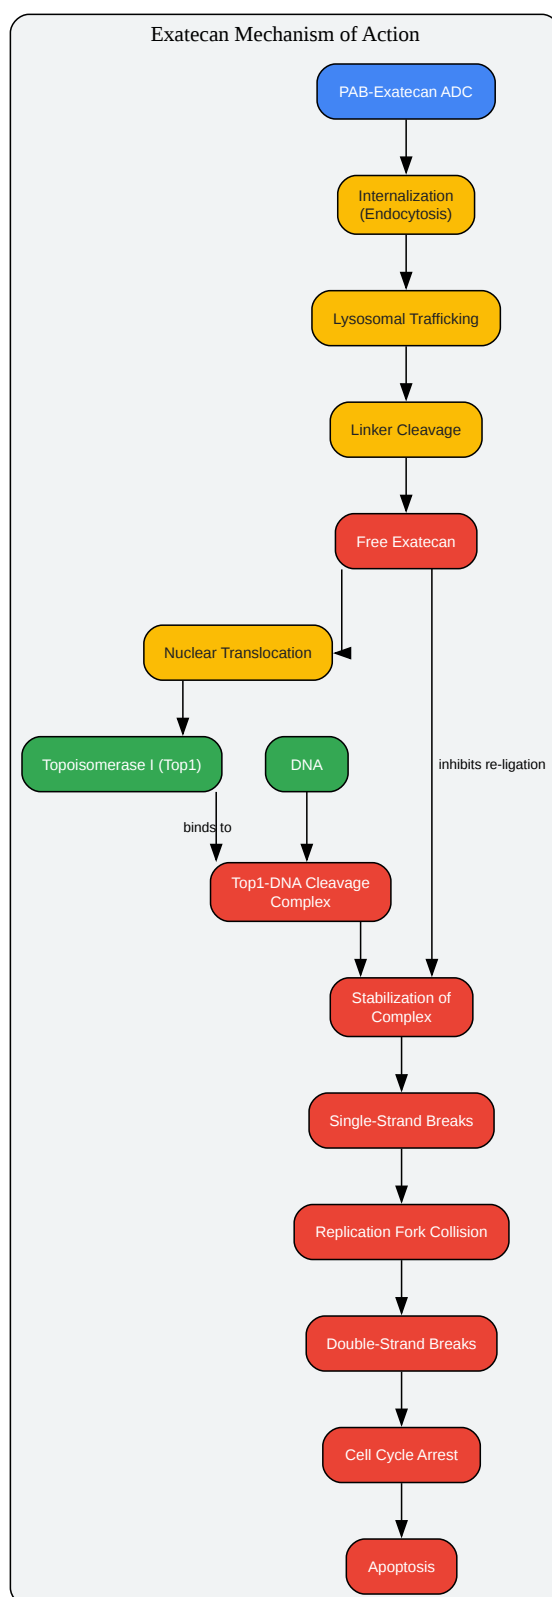 Exatecan Mechanism of Action
PAB-Exatecan ADC
Internalization
(Endocytosis)
Lysosomal Trafficking
Linker Cleavage
Free Exatecan
Nuclear Translocation
Topoisomerase I (Top1)
DNA
inhibits re-ligation
binds to
Top1-DNA Cleavage
Complex
Stabilization of
Complex
Single-Strand Breaks
Replication Fork Collision
Double-Strand Breaks
Cell Cycle Arrest
Apoptosis